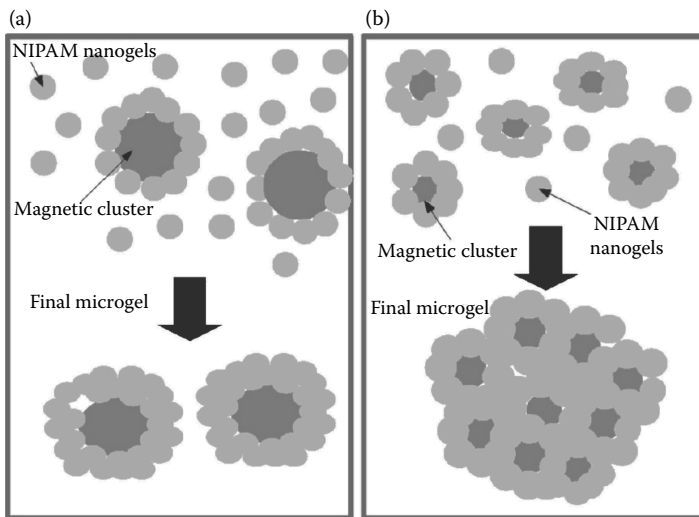 (a)
NIPAM nanogels
Magnetic cluster
Final microgel
(b)
NIPAM
nanogels
Magnetic cluster
Final microgel